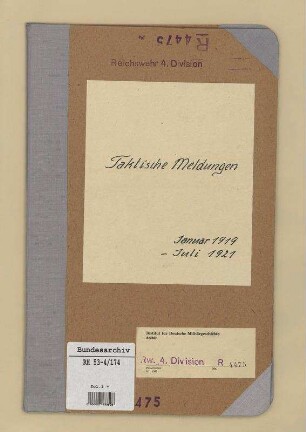 R 4475
Reichswehr 4. Division
Taktische Meldungen
Januar 1919
- Juli 1921
Institut für Deutsche Militärgeschichte
Rw. 4. Division R 4475
Bundesarchiv
RH 53-4/174
475